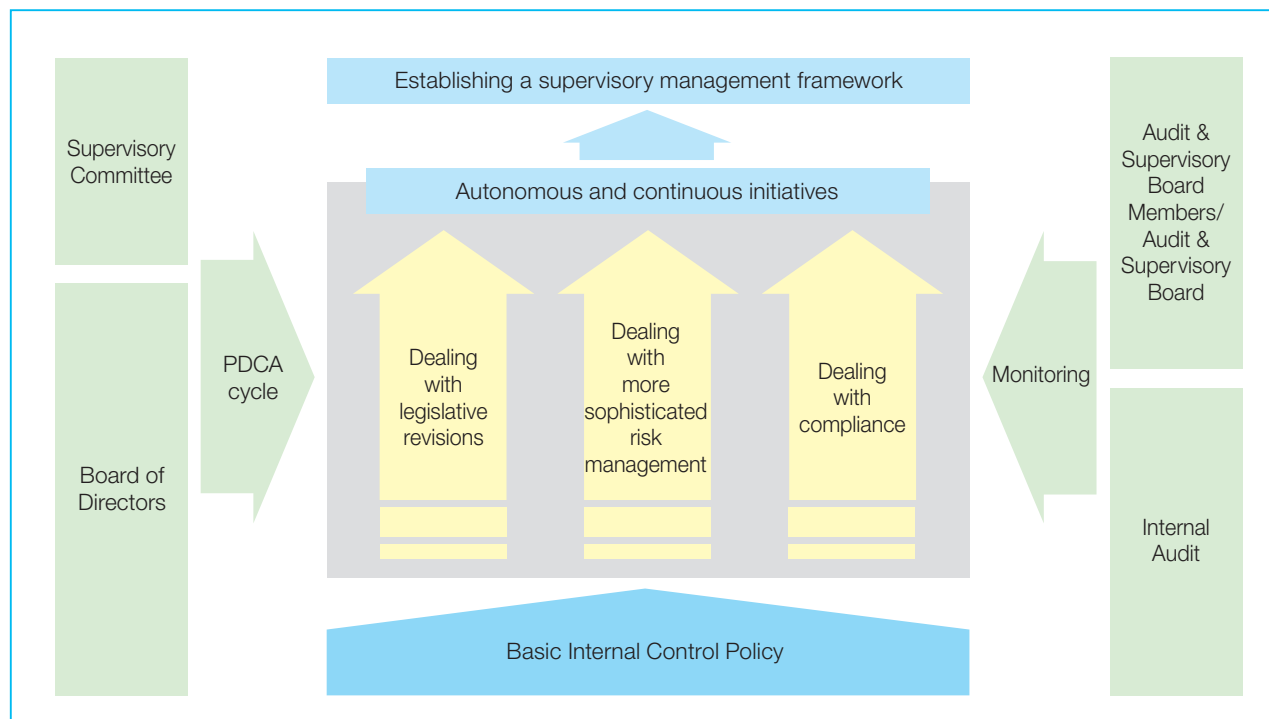 Establishing a supervisory management framework
Supervisory
Committee
Audit &
Supervisory
Board
Members/
Audit &
Supervisory
Board
Autonomous and continuous initiatives
PDCA
cycle
Dealing
with
legislative
revisions
Dealing
with
more
sophisticated
risk
management
Dealing
with
compliance
Monitoring
Board of
Directors
Internal
Audit
Basic Internal Control Policy